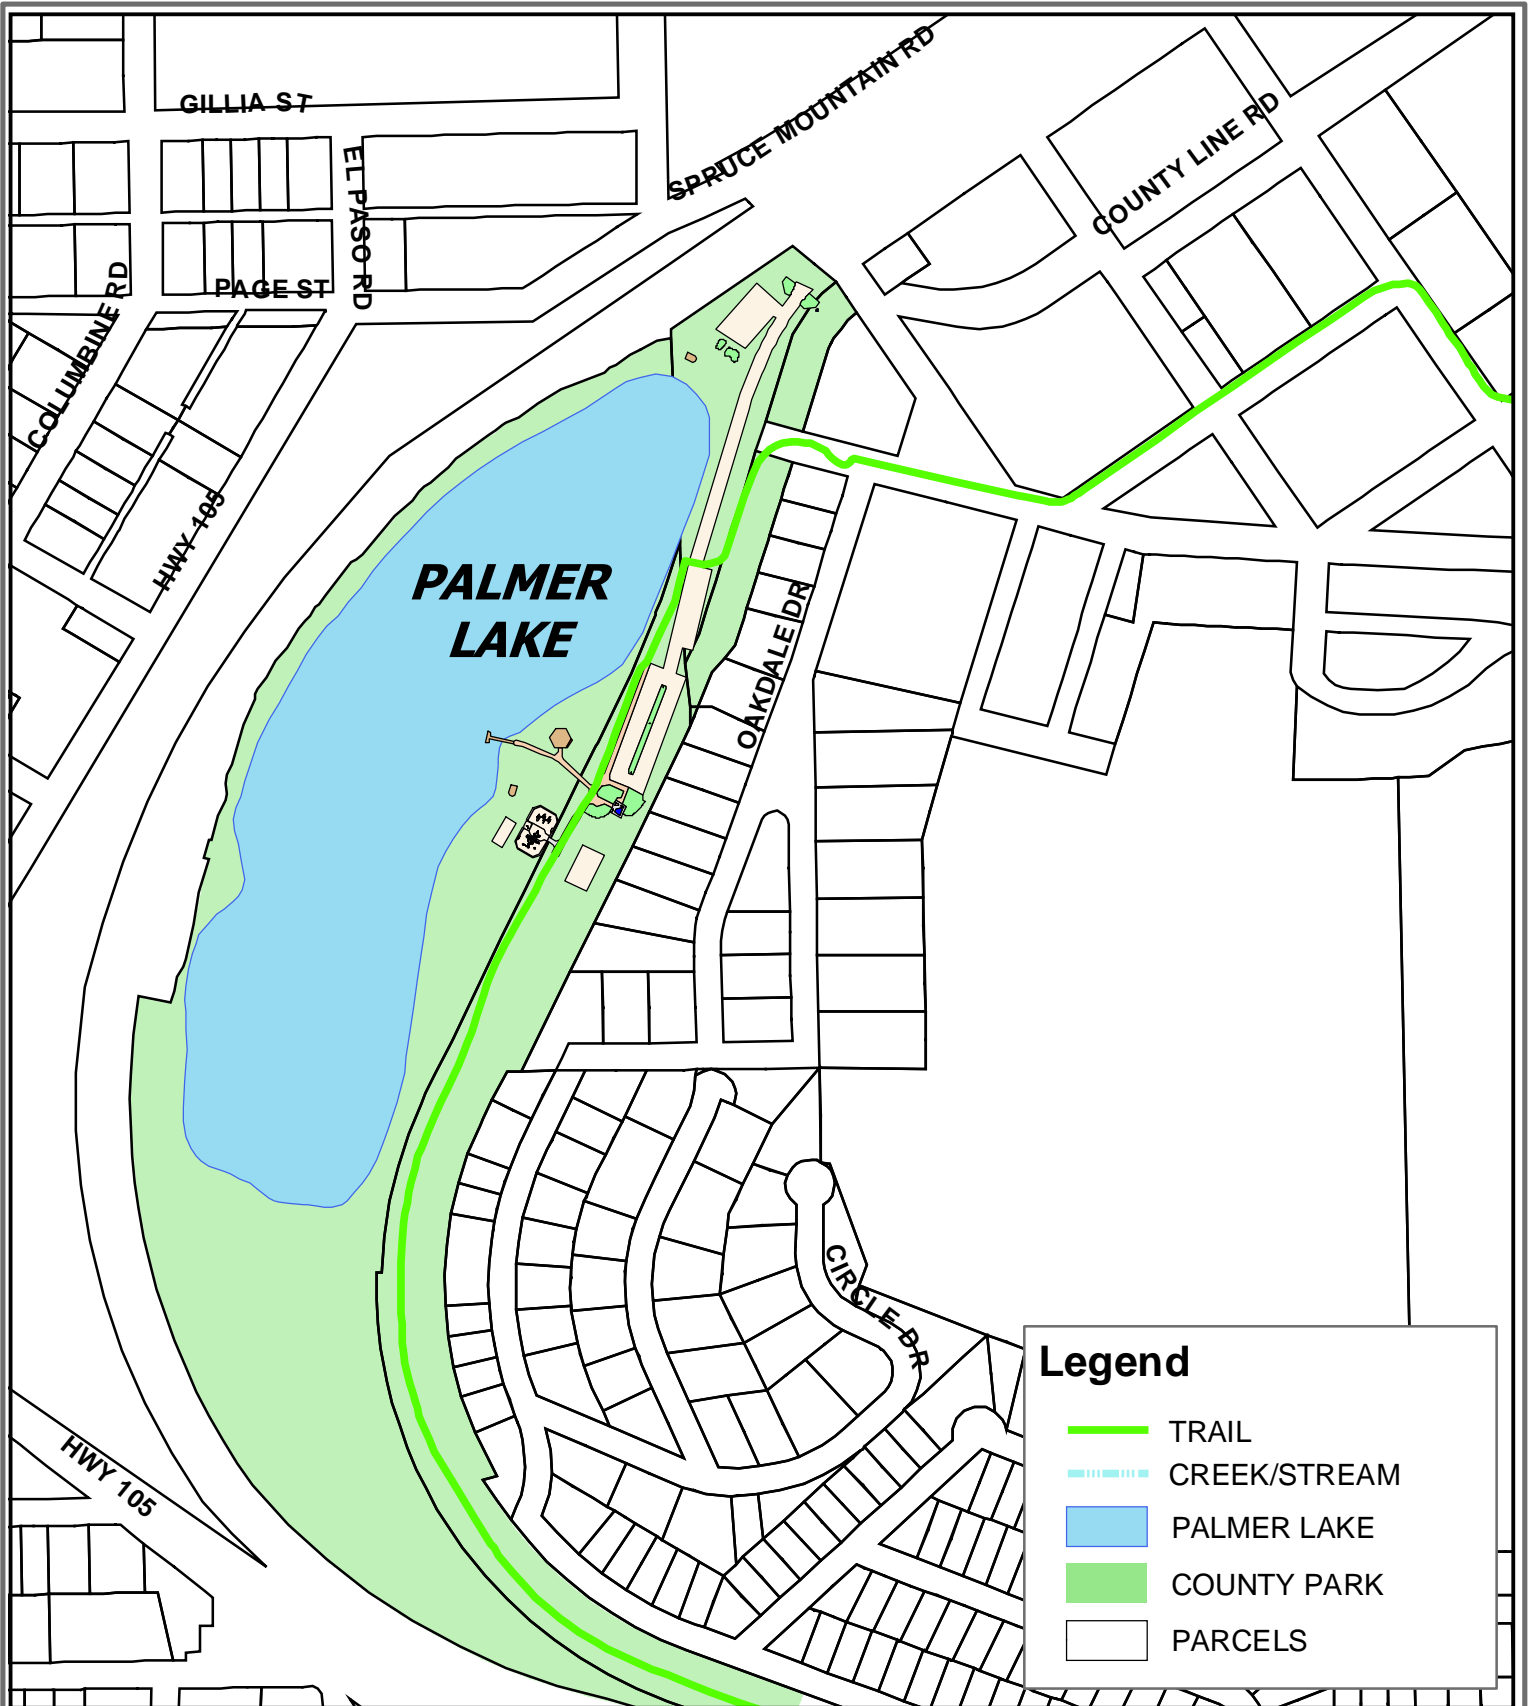 GILLIA ST
SPRUCE MOUNTAIN RD
COUNTY LINE RD
EL PASO RD
PAGE ST
COLUMBINE RD
HWY 105
PALMER
LAKE
OAKDALE DR
CIRCLE DR
HWY 105
Legend
TRAIL
CREEK/STREAM
PALMER LAKE
COUNTY PARK
PARCELS